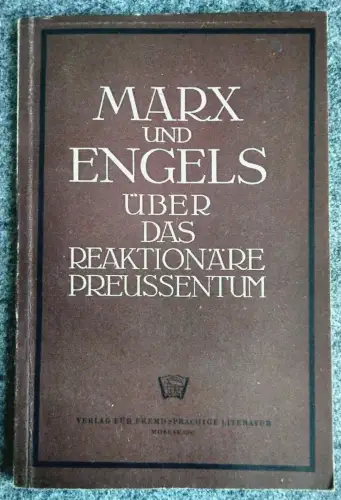 MARX
UND
ENGELS
ÜBER
DAS
REAKTIONÄRE
PREUSSENTUM
VERLAG FÜR FREMDSPRACHIGE LITERATUR